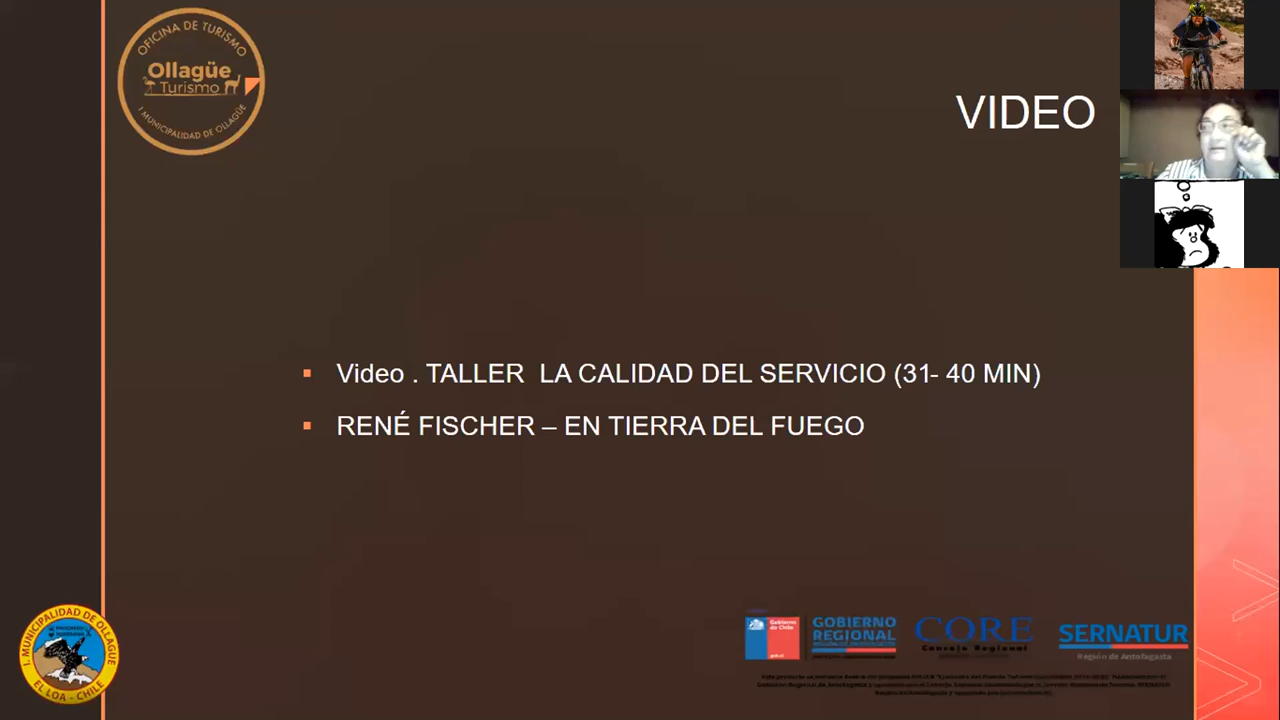 OFICINA DE TURISMO
Ollagüe
Turismo
I MUNICIPALIDAD DE OLLAGÜE
VIDEO
Video . TALLER  LA CALIDAD DEL SERVICIO (31- 40 MIN)
RENÉ FISCHER – EN TIERRA DEL FUEGO
I. MUNICIPALIDAD DE OLLAGÜE
EL LOA - CHILE
Gobierno
de Chile
gob.cl
GOBIERNO
REGIONAL
CORE
Consejo Regional
SERNATUR
Región de Antofagasta